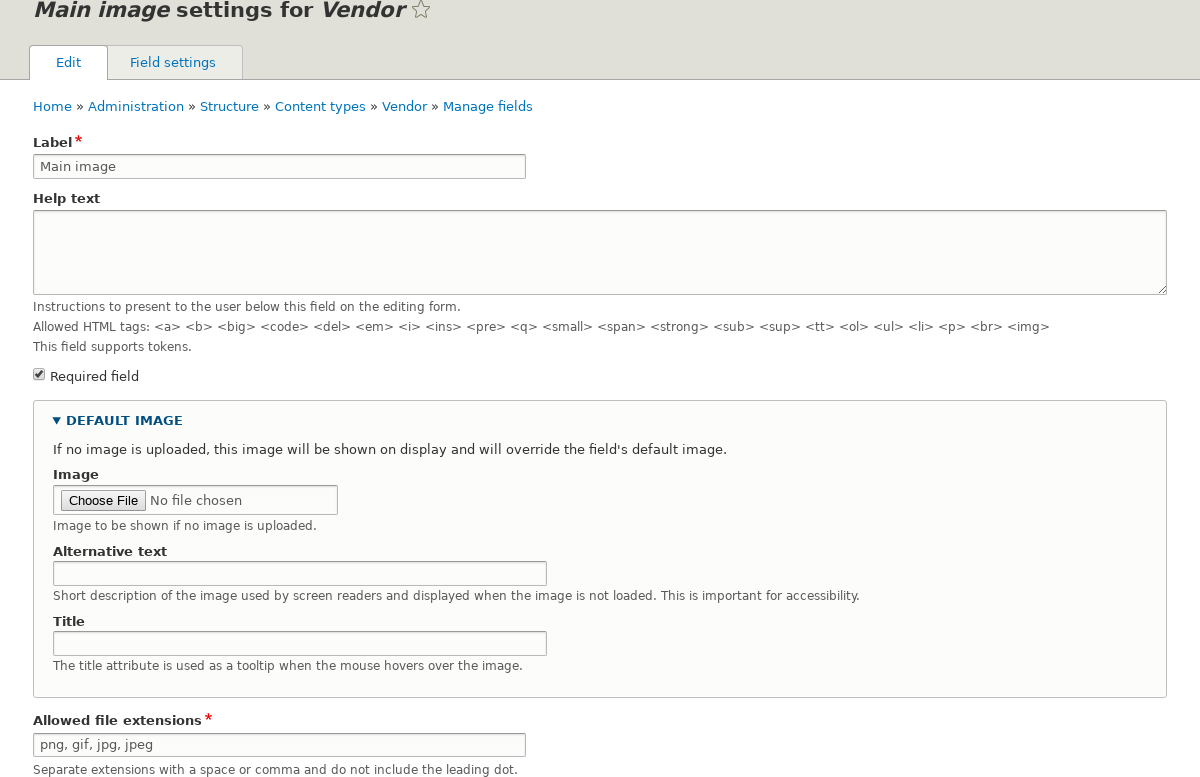 Main image settings for Vendor
Edit
Field settings
Home » Administration » Structure » Content types » Vendor » Manage fields
Label*
Main image
Help text
Instructions to present to the user below this field on the editing form.
Allowed HTML tags: <a> <b> <big> <code> <del> <em> <i> <ins> <pre> <q> <small> <span> <strong> <sub> <sup> <tt> <ol> <ul> <li> <p> <br> <img>
This field supports tokens.
Required field
DEFAULT IMAGE
If no image is uploaded, this image will be shown on display and will override the field's default image.
Image
Choose File No file chosen
Image to be shown if no image is uploaded.
Alternative text
Short description of the image used by screen readers and displayed when the image is not loaded. This is important for accessibility.
Title
The title attribute is used as a tooltip when the mouse hovers over the image.
Allowed file extensions*
png, gif, jpg, jpeg
Separate extensions with a space or comma and do not include the leading dot.